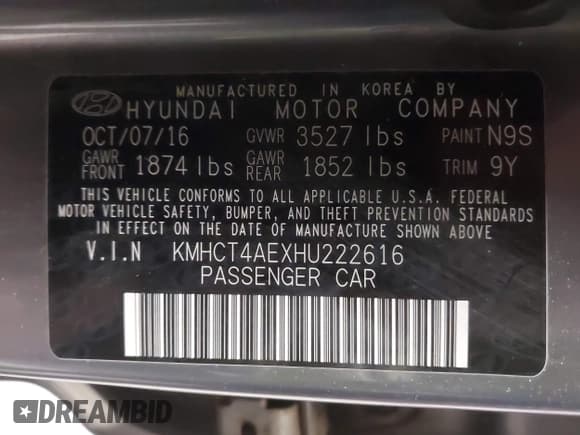 MANUFACTURED IN KOREA BY
HYUNDAI MOTOR COMPANY
OCT/07/16 GVWR 3527 lbs PAINT N9S
GAWR FRONT 1874 lbs GAWR REAR 1852 lbs TRIM 9Y
THIS VEHICLE CONFORMS TO ALL APPLICABLE U.S.A. FEDERAL
MOTOR VEHICLE SAFETY, BUMPER, AND THEFT PREVENTION STANDARDS
IN EFFECT ON THE DATE OF MANUFACTURE SHOWN ABOVE
V.I.N KMHCT4AEXHU222616
PASSENGER CAR
DREAMBID